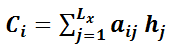 C_i = \sum_{j=1}^{L_x} a_{ij} h_j